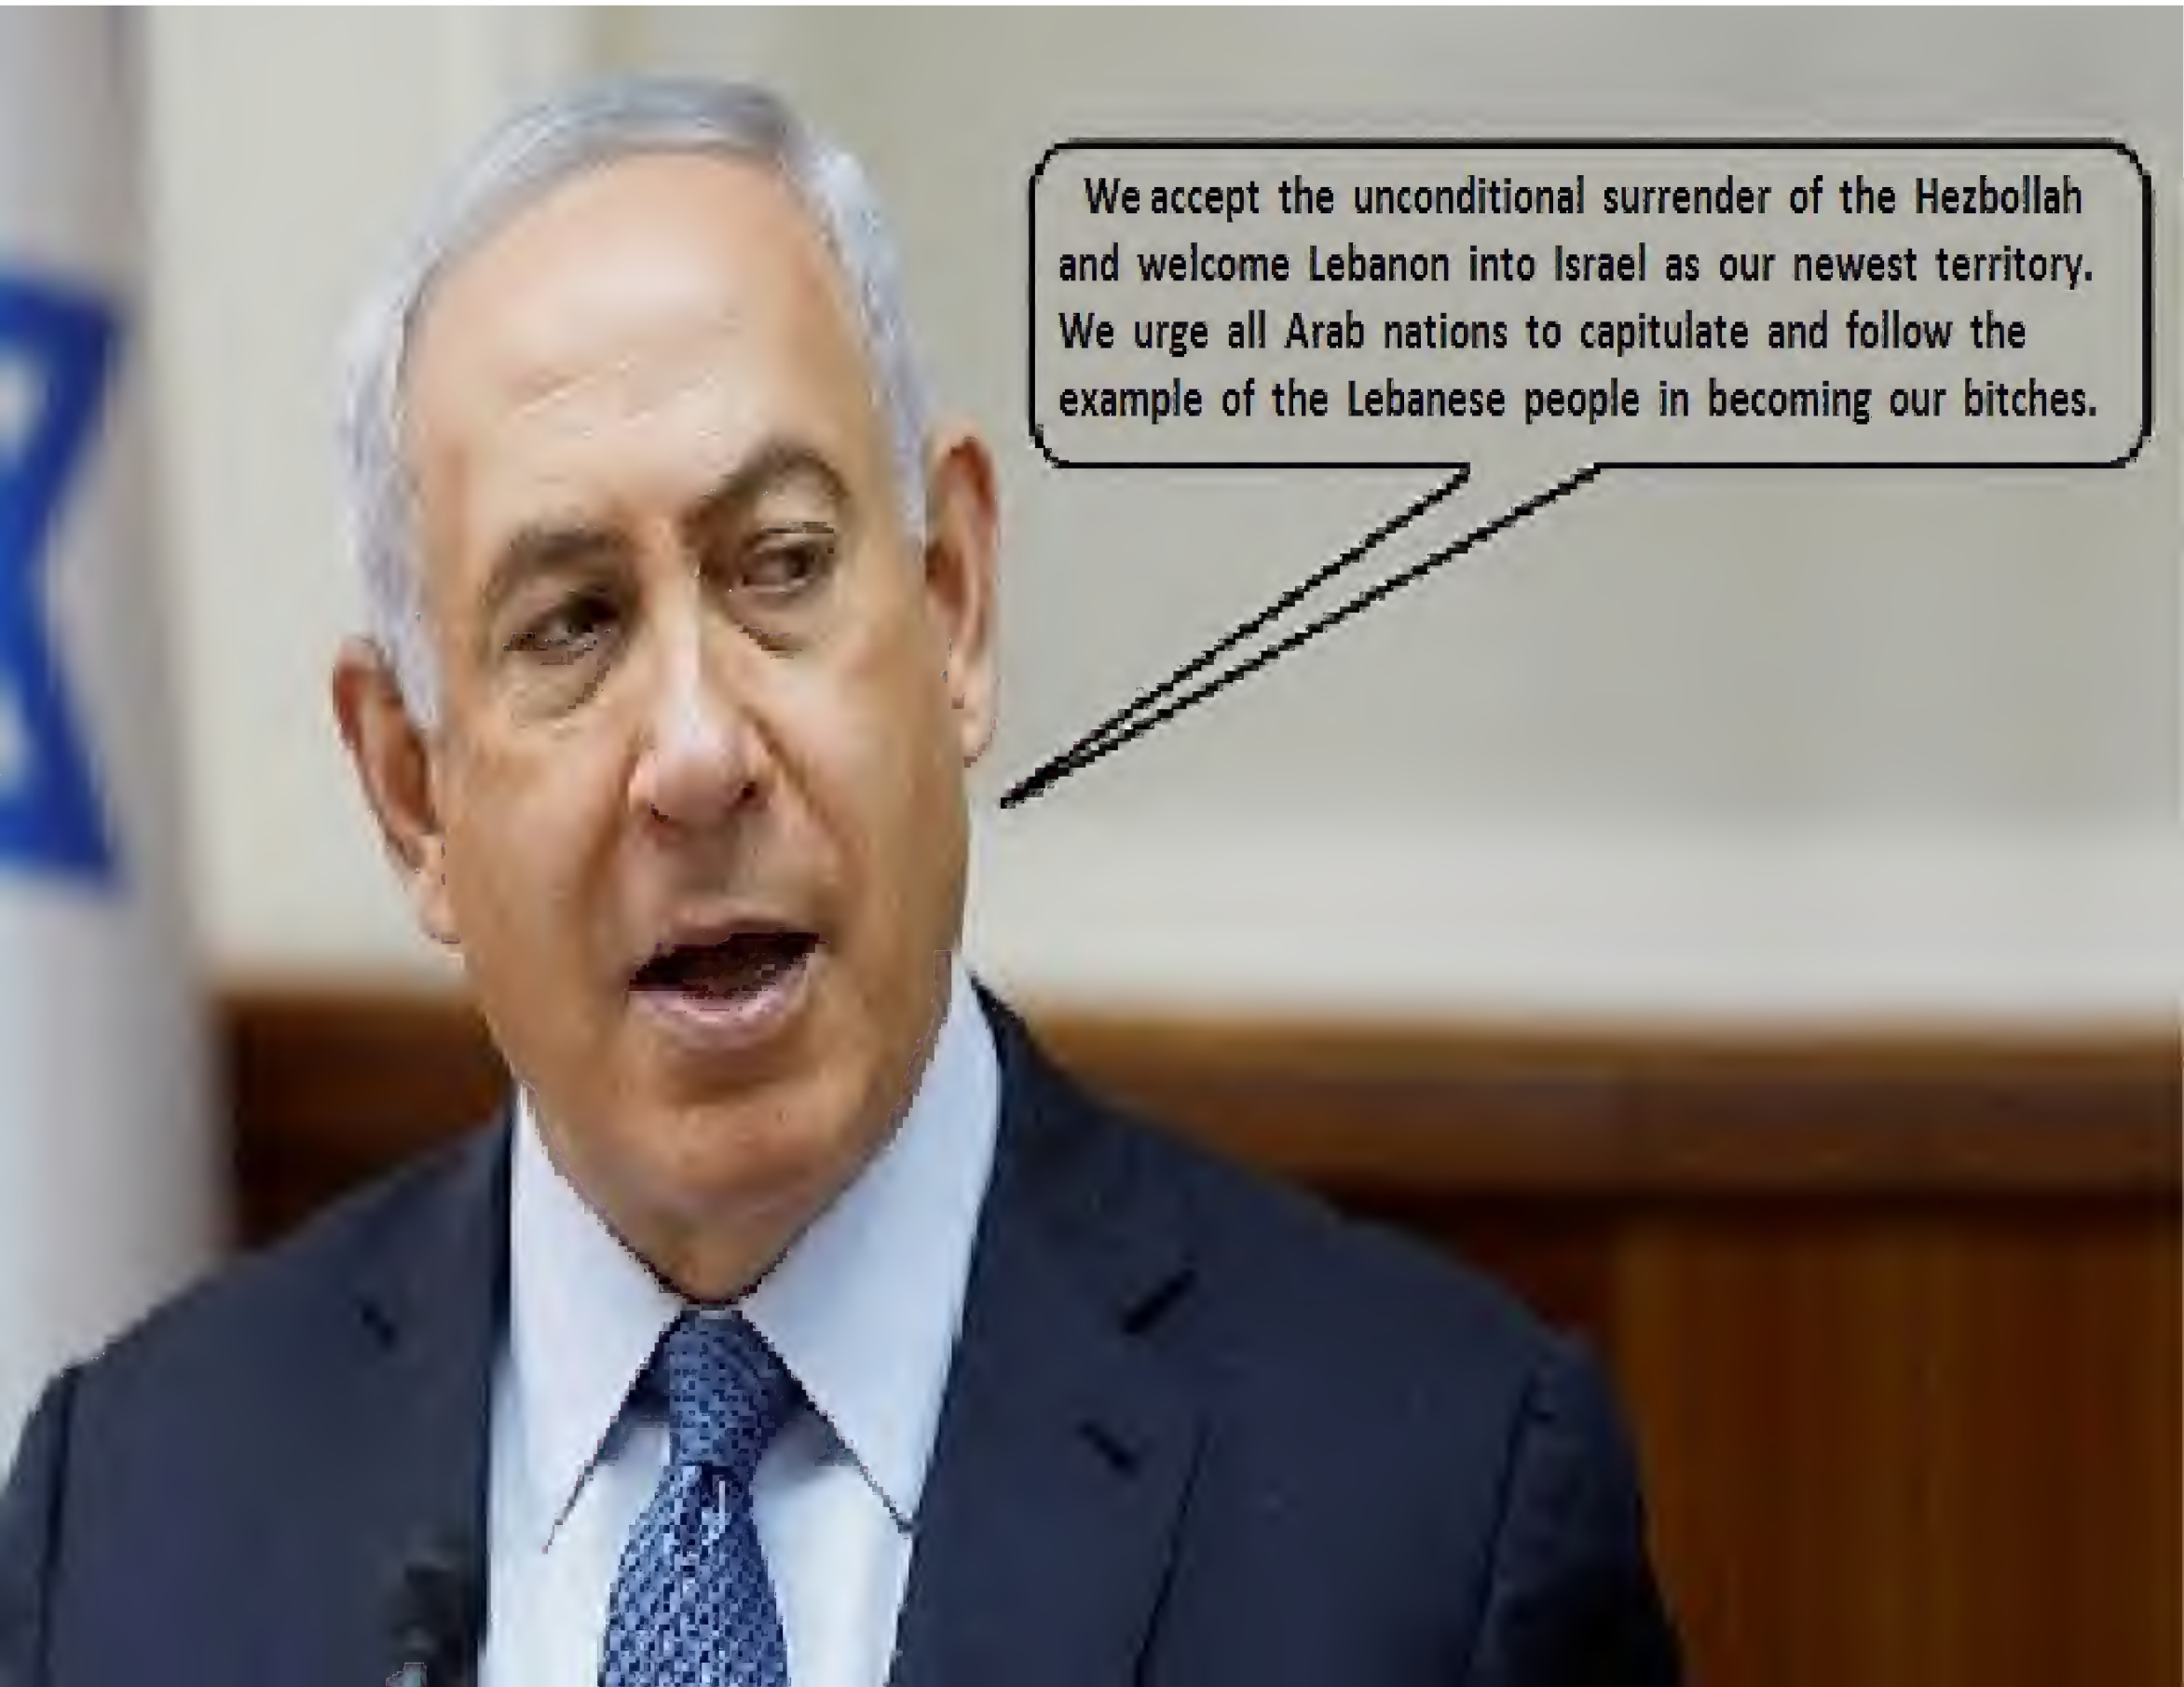 We accept the unconditional surrender of the Hezbollah
and welcome Lebanon into Israel as our newest territory.
We urge all Arab nations to capitulate and follow the
example of the Lebanese people in becoming our bitches.